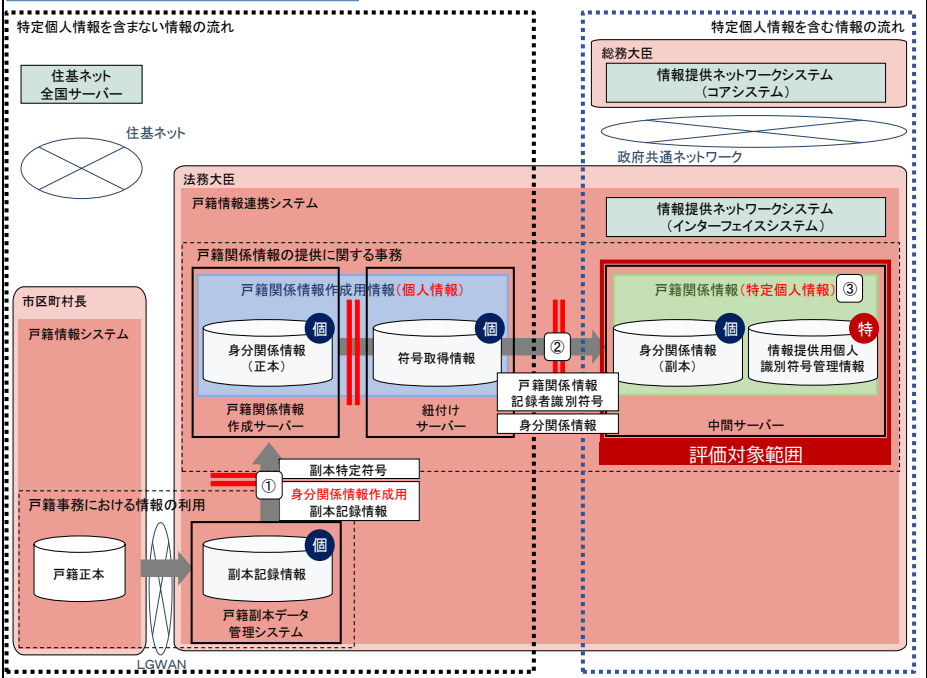 特定個人情報を含まない情報の流れ
特定個人情報を含む情報の流れ
総務大臣
情報提供ネットワークシステム
（コアシステム）
住基ネット
全国サーバー
住基ネット
政府共通ネットワーク
法務大臣
戸籍情報連携システム
情報提供ネットワークシステム
（インターフェイスシステム）
戸籍関係情報の提供に関する事務
戸籍関係情報作成用情報(個人情報)
個
身分関係情報
（正本）
戸籍関係情報
作成サーバー
個
符号取得情報
紐付け
サーバー
②
戸籍関係情報
記録者識別符号
身分関係情報
戸籍関係情報(特定個人情報)
③
個
身分関係情報
（副本）
特
情報提供用個人
識別符号管理情報
中間サーバー
評価対象範囲
市区町村長
戸籍情報システム
①
副本特定符号
身分関係情報作成用
副本記録情報
戸籍事務における情報の利用
戸籍正本
個
副本記録情報
戸籍副本データ
管理システム
LGWAN